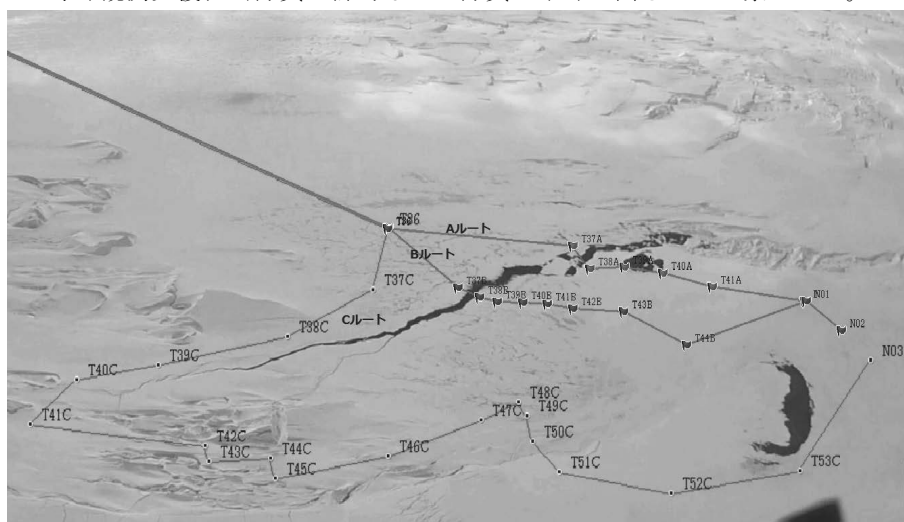 T36
Aルート
T37A
T38A
T40A
T41A
N01
N02
N03
Bルート
T38B
T39B
T40B
T41B
T42B
T43B
T44B
T37C
Cルート
T38C
T39C
T40C
T41C
T42C
T43C
T44C
T45C
T46C
T47C
T48C
T49C
T50C
T51C
T52C
T53C